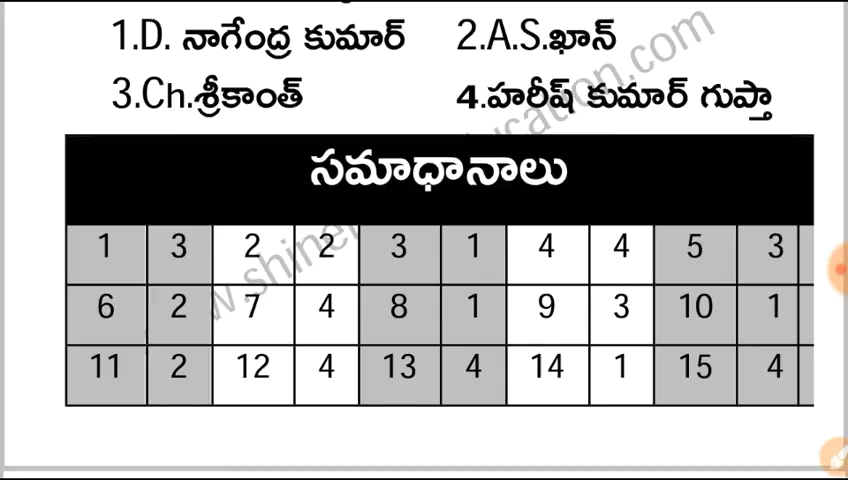 1.D. నాగేంద్ర కుమార్ 2.A.S.ఖాన్
3.Ch.శ్రీకాంత్ 4.హరీష్ కుమార్ గుప్తా
సమాధానాలు
1 3 2 2 3 1 4 4 5 3
6 2 7 4 8 1 9 3 10 1
11 2 12 4 13 4 14 1 15 4